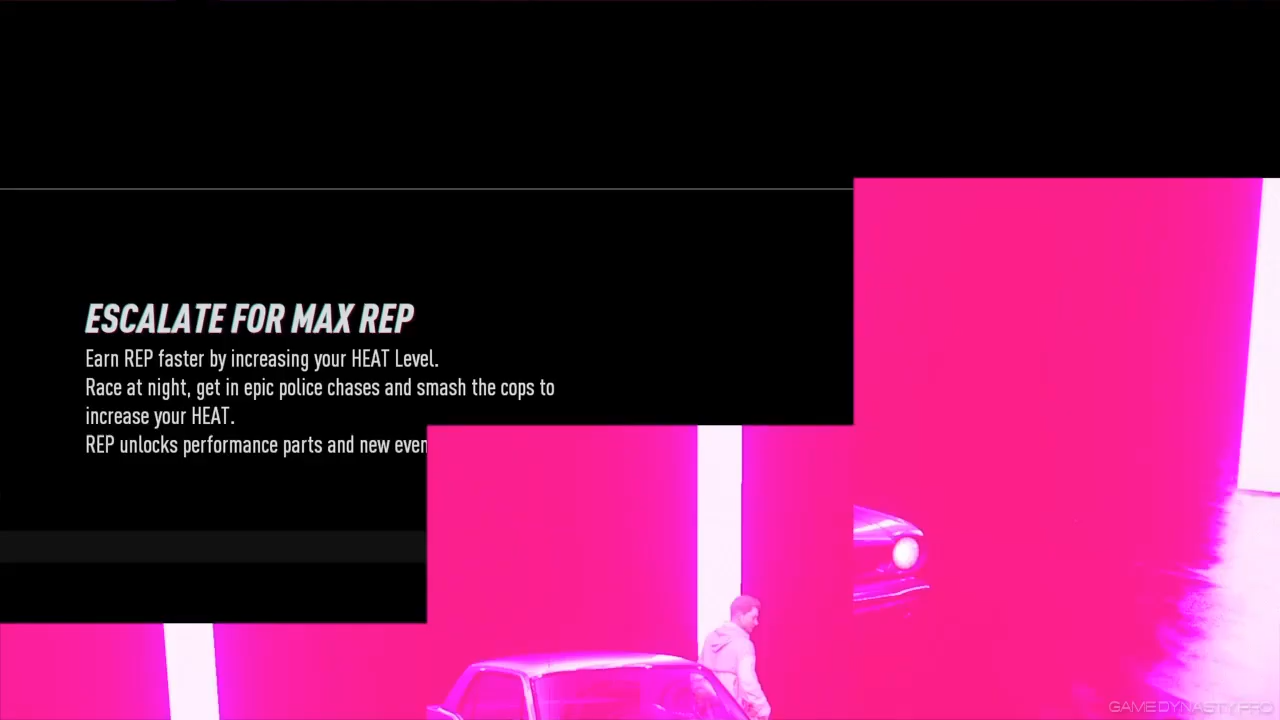 ESCALATE FOR MAX REP
Earn REP faster by increasing your HEAT Level.
Race at night, get in epic police chases and smash the cops to
increase your HEAT.
REP unlocks performance parts and new even
GAMEDYNASTY PRO